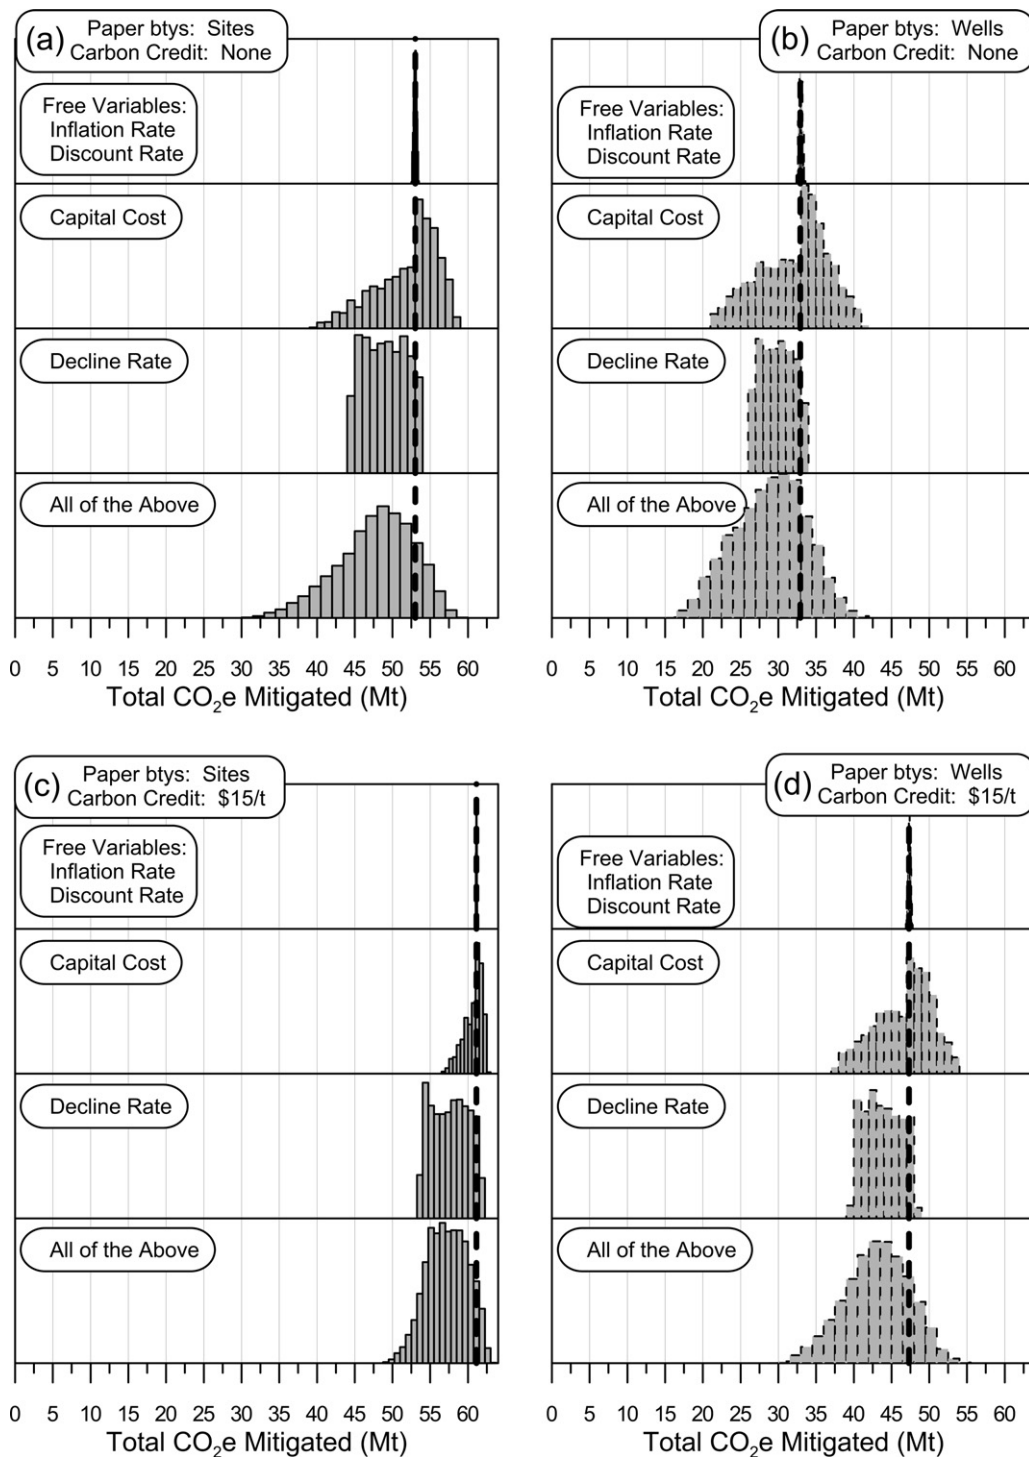 (a)
Paper btys: Sites
Carbon Credit: None
Free Variables:
Inflation Rate
Discount Rate
Capital Cost
Decline Rate
All of the Above
0 5 10 15 20 25 30 35 40 45 50 55 60
Total CO₂e Mitigated (Mt)
(b)
Paper btys: Wells
Carbon Credit: None
Free Variables:
Inflation Rate
Discount Rate
Capital Cost
Decline Rate
All of the Above
0 5 10 15 20 25 30 35 40 45 50 55 60
Total CO₂e Mitigated (Mt)
(c)
Paper btys: Sites
Carbon Credit: $15/t
Free Variables:
Inflation Rate
Discount Rate
Capital Cost
Decline Rate
All of the Above
0 5 10 15 20 25 30 35 40 45 50 55 60
Total CO₂e Mitigated (Mt)
(d)
Paper btys: Wells
Carbon Credit: $15/t
Free Variables:
Inflation Rate
Discount Rate
Capital Cost
Decline Rate
All of the Above
0 5 10 15 20 25 30 35 40 45 50 55 60
Total CO₂e Mitigated (Mt)